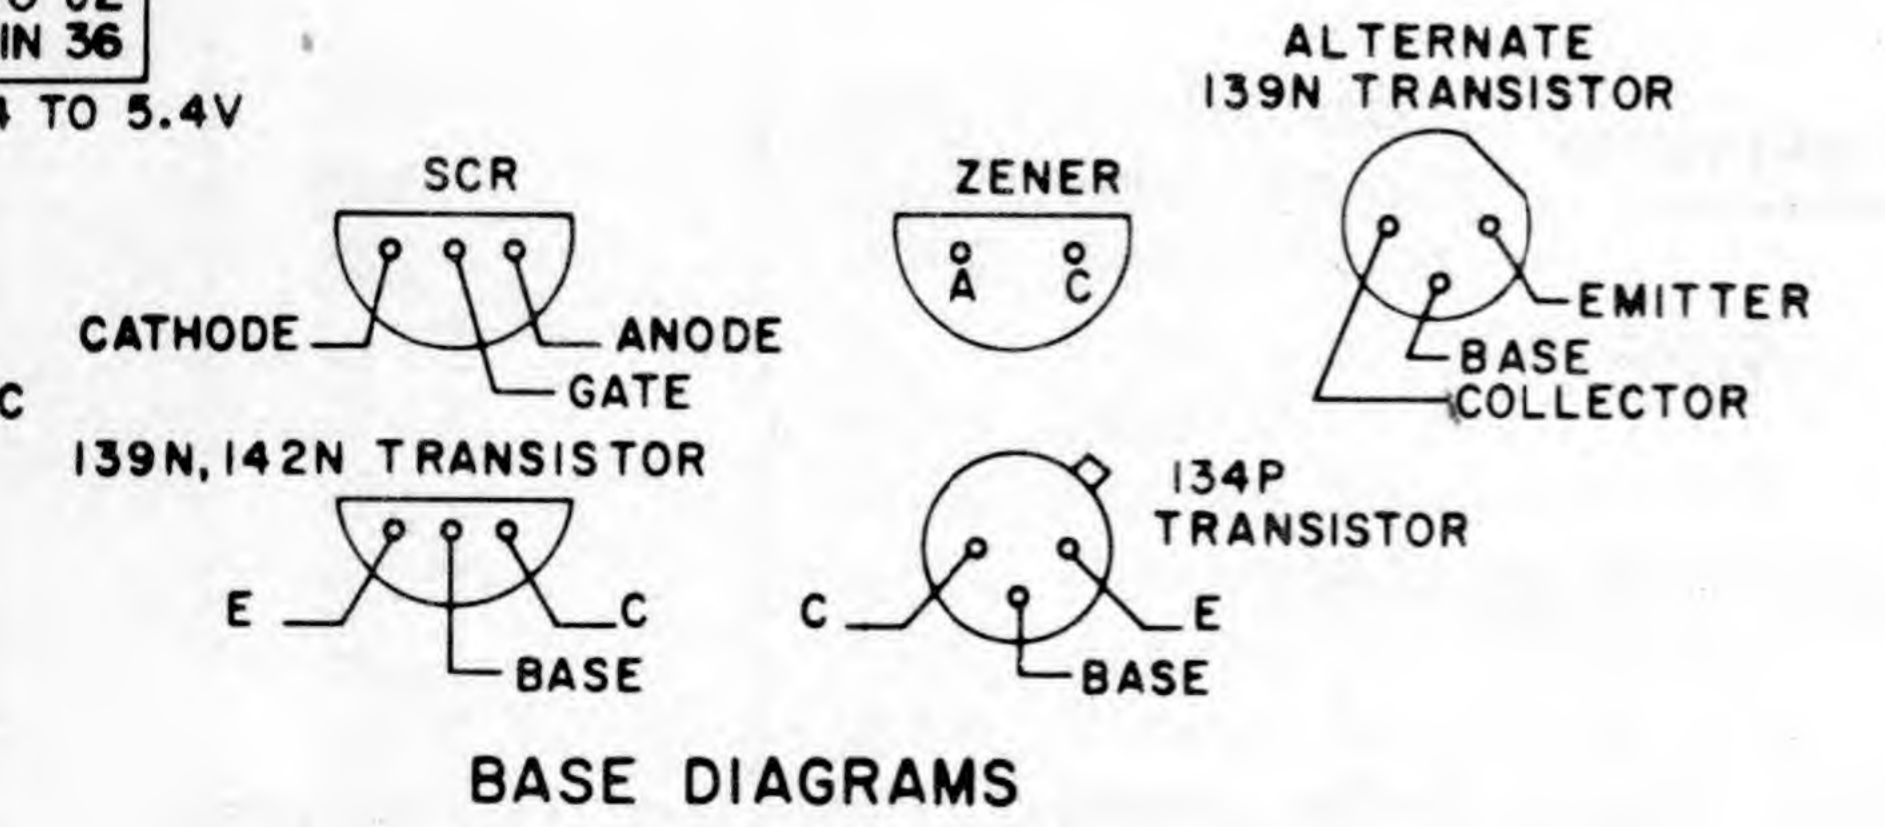 IN 36
TO 5.4V
SCR
CATHODE
ANODE
GATE
ZENER
A
C
ALTERNATE
139N TRANSISTOR
EMITTER
BASE
COLLECTOR
C
139N, 142N TRANSISTOR
E
C
BASE
134P
TRANSISTOR
C
E
BASE
BASE DIAGRAMS